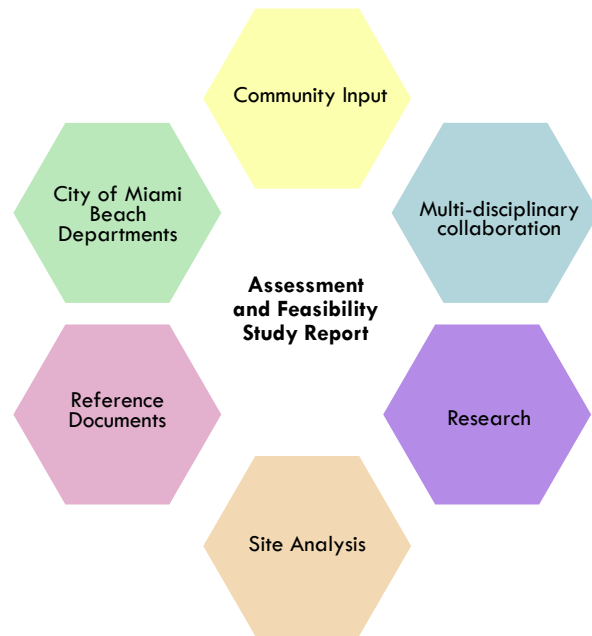 Community Input
City of Miami
Beach
Departments
Multi-disciplinary
collaboration
Assessment
and Feasibility
Study Report
Reference
Documents
Research
Site Analysis